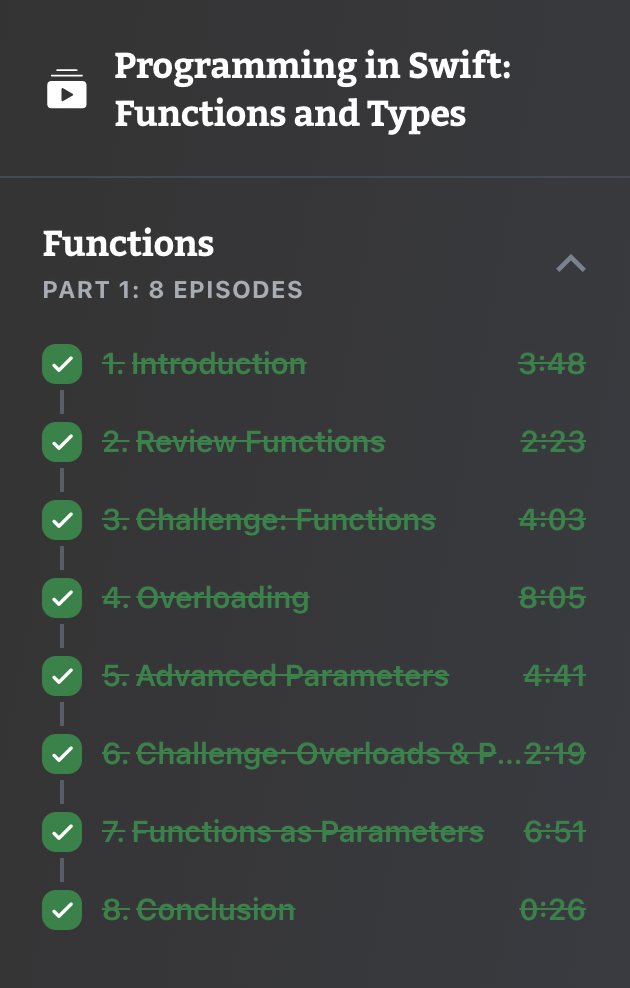 Programming in Swift:
Functions and Types
Functions
PART 1: 8 EPISODES
1. Introduction 3:48
2. Review Functions 2:23
3. Challenge: Functions 4:03
4. Overloading 8:05
5. Advanced Parameters 4:41
6. Challenge: Overloads & P... 2:19
7. Functions as Parameters 6:51
8. Conclusion 0:26